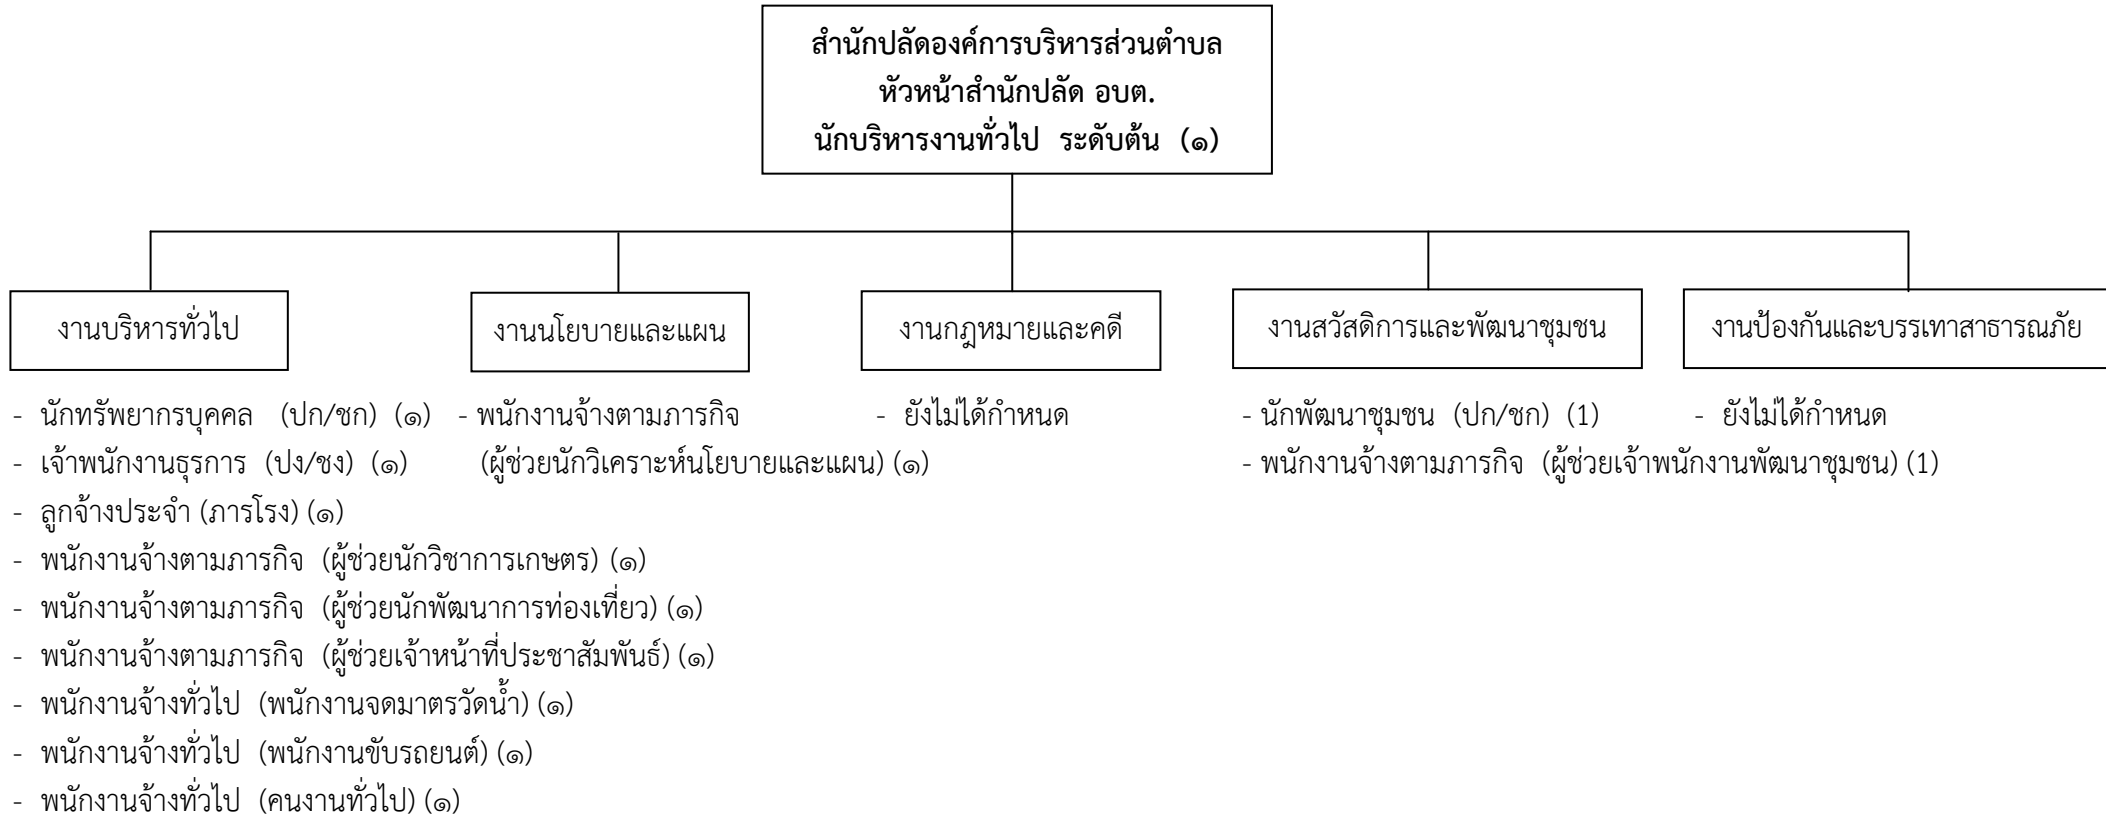 สำนักปลัดองค์การบริหารส่วนตำบล
หัวหน้าสำนักปลัด อบต.
นักบริหารงานทั่วไป ระดับต้น (๑)
งานบริหารทั่วไป
งานนโยบายและแผน
งานกฎหมายและคดี
งานสวัสดิการและพัฒนาชุมชน
งานป้องกันและบรรเทาสาธารณภัย
- นักทรัพยากรบุคคล (ปก/ชก) (๑)
- เจ้าพนักงานธุรการ (ปง/ชง) (๑)
- ลูกจ้างประจำ (ภารโรง) (๑)
- พนักงานจ้างตามภารกิจ (ผู้ช่วยนักวิชาการเกษตร) (๑)
- พนักงานจ้างตามภารกิจ (ผู้ช่วยนักพัฒนาการท่องเที่ยว) (๑)
- พนักงานจ้างตามภารกิจ (ผู้ช่วยเจ้าหน้าที่ประชาสัมพันธ์) (๑)
- พนักงานจ้างทั่วไป (พนักงานจดมาตรวัดน้ำ) (๑)
- พนักงานจ้างทั่วไป (พนักงานขับรถยนต์) (๑)
- พนักงานจ้างทั่วไป (คนงานทั่วไป) (๑)
- พนักงานจ้างตามภารกิจ
(ผู้ช่วยนักวิเคราะห์นโยบายและแผน) (๑)
- ยังไม่ได้กำหนด
- นักพัฒนาชุมชน (ปก/ชก) (1)
- พนักงานจ้างตามภารกิจ (ผู้ช่วยเจ้าพนักงานพัฒนาชุมชน) (1)
- ยังไม่ได้กำหนด